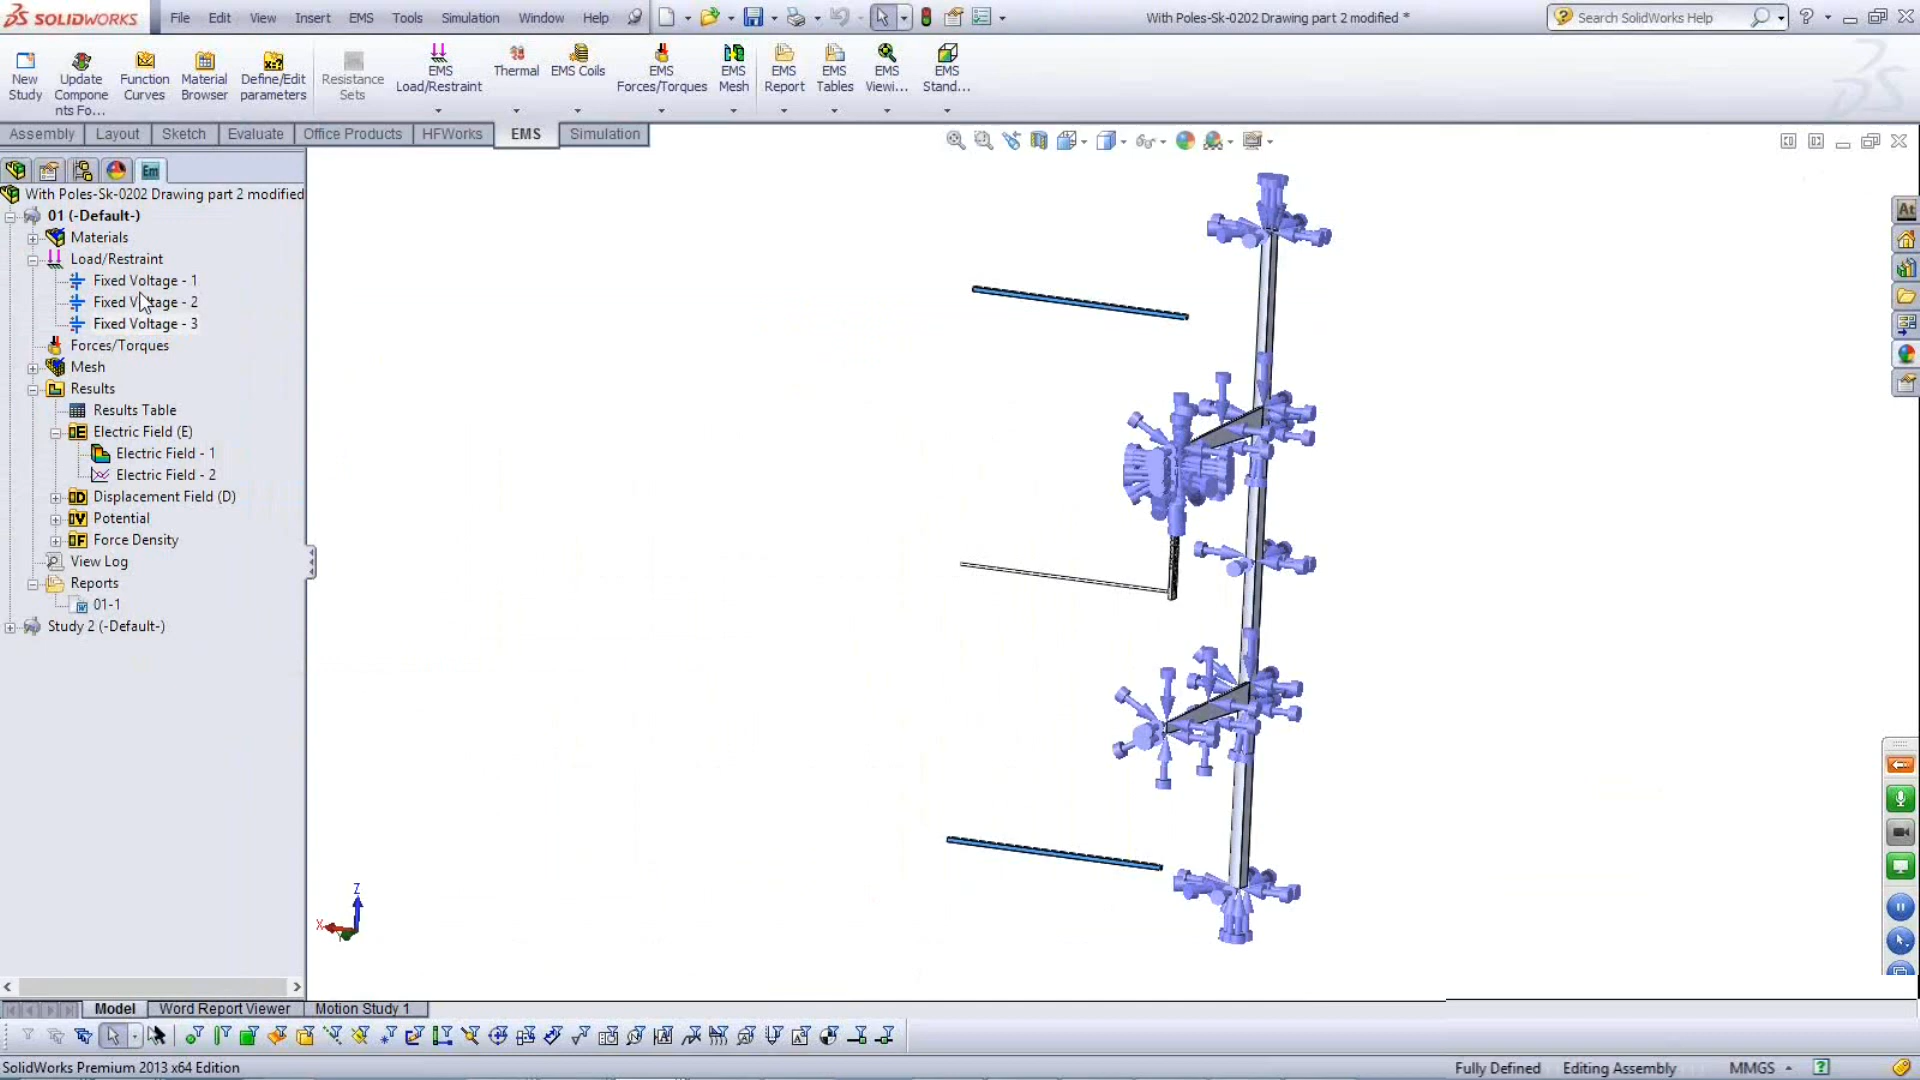 SOLIDWORKS File Edit View Insert EMS Tools Simulation Window Help With Poles-Sk-0202 Drawing part 2 modified * Search SolidWorks Help
New Study
Update Compone nts Fo...
Function Curves
Material Browser
Define/Edit parameters
Resistance Sets
EMS Load/Restraint
Thermal
EMS Coils
EMS Forces/Torques
EMS Mesh
EMS Report
EMS Tables
EMS Viewi...
EMS Stand...
Assembly Layout Sketch Evaluate Office Products HFWorks EMS Simulation
With Poles-Sk-0202 Drawing part 2 modified
01 (-Default-)
Materials
Load/Restraint
Fixed Voltage - 1
Fixed Voltage - 2
Fixed Voltage - 3
Forces/Torques
Mesh
Results
Results Table
Electric Field (E)
Electric Field - 1
Electric Field - 2
Displacement Field (D)
Potential
Force Density
View Log
Reports
01-1
Study 2 (-Default-)
Z
X
Model Word Report Viewer Motion Study 1
SolidWorks Premium 2013 x64 Edition Fully Defined Editing Assembly MMGS